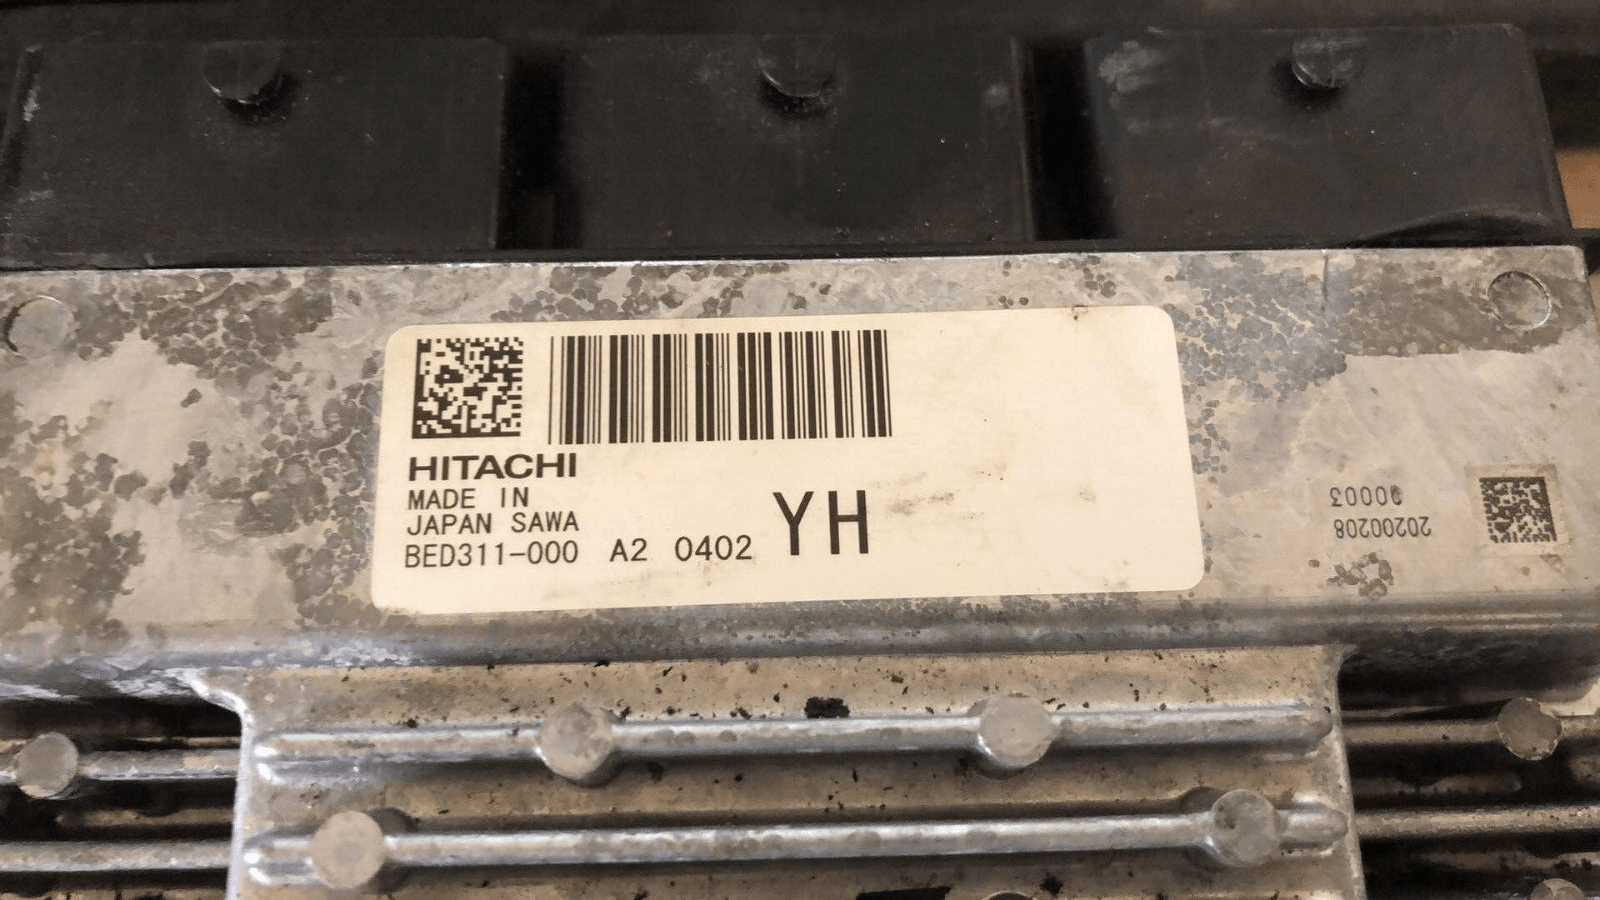 HITACHI
MADE IN
JAPAN SAWA
BED311-000 A2 0402 YH
20200208
00003